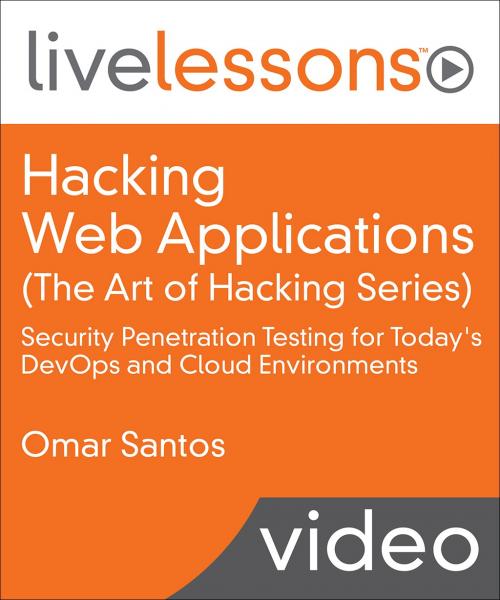 livelessons™
Hacking
Web Applications
(The Art of Hacking Series)
Security Penetration Testing for Today's
DevOps and Cloud Environments
Omar Santos
video